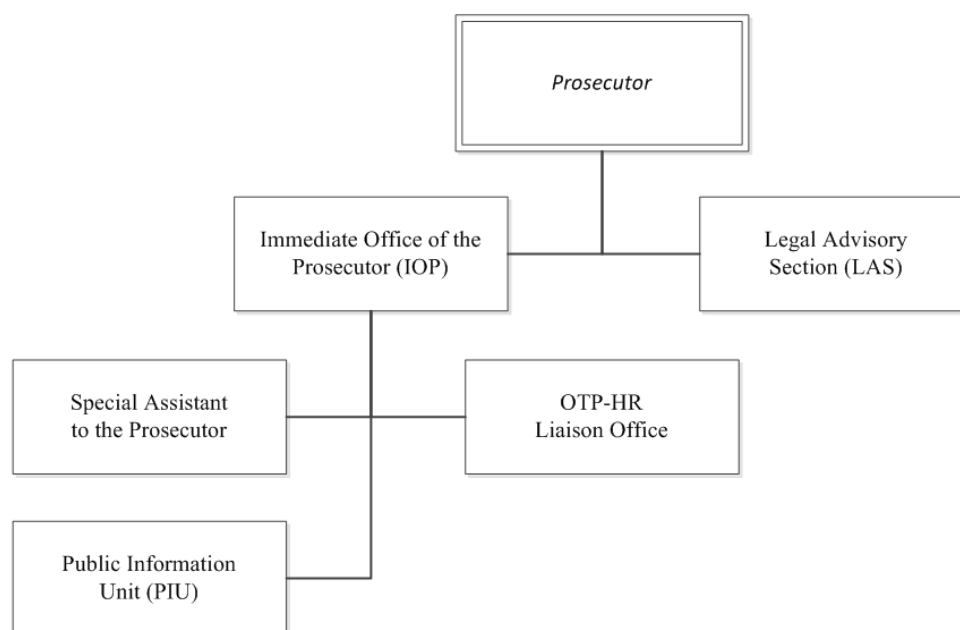 Prosecutor
Immediate Office of the
Prosecutor (IOP)
Legal Advisory
Section (LAS)
Special Assistant
to the Prosecutor
OTP-HR
Liaison Office
Public Information
Unit (PIU)